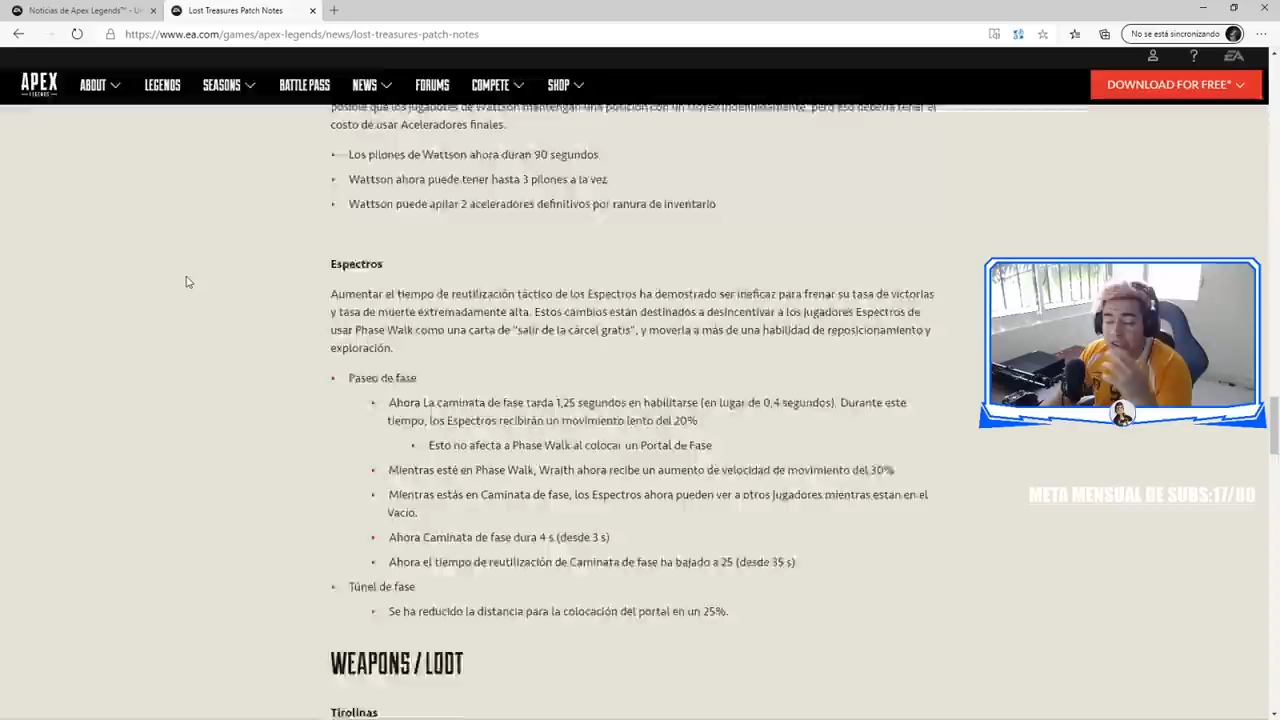 Noticias de Apex Legends™ - Un
Lost Treasures Patch Notes
https://www.ea.com/games/apex-legends/news/lost-treasures-patch-notes
No se está sincronizando
EA
APEX
LEGENDS
ABOUT
LEGENDS
SEASONS
BATTLE PASS
NEWS
FORUMS
COMPETE
SHOP
DOWNLOAD FOR FREE*
posible que los jugadores de Wattson mantengan una posición con un indefinidamente, pero eso debería tener el
costo de usar Aceleradores finales.
Los pilones de Wattson ahora duran 90 segundos
Wattson ahora puede tener hasta 3 pilones a la vez
Wattson puede apilar 2 aceleradores definitivos por ranura de inventario
Espectros
Aumentar el tiempo de reutilización táctico de los Espectros ha demostrado ser ineficaz para frenar su tasa de victorias
y tasa de muerte extremadamente alta. Estos cambios están destinados a desincentivar a los jugadores Espectros de
usar Phase Walk como una carta de "salir de la cárcel gratis", y moverla a más de una habilidad de reposicionamiento y
exploración.
Paseo de fase
Ahora La caminata de fase tarda 1,25 segundos en habilitarse (en lugar de 0,4 segundos). Durante este
tiempo, los Espectros recibirán un movimiento lento del 20%
Esto no afecta a Phase Walk al colocar un Portal de Fase
Mientras esté en Phase Walk, Wraith ahora recibe un aumento de velocidad de movimiento del 30%
Mientras estás en Caminata de fase, los Espectros ahora pueden ver a otros jugadores mientras están en el
Vacío.
Ahora Caminata de fase dura 4 s (desde 3 s)
Ahora el tiempo de reutilización de Caminata de fase ha bajado a 25 (desde 35 s)
Túnel de fase
Se ha reducido la distancia para la colocación del portal en un 25%.
META MENSUAL DE SUBS:17/80
WEAPONS / LOOT
Tirolinas